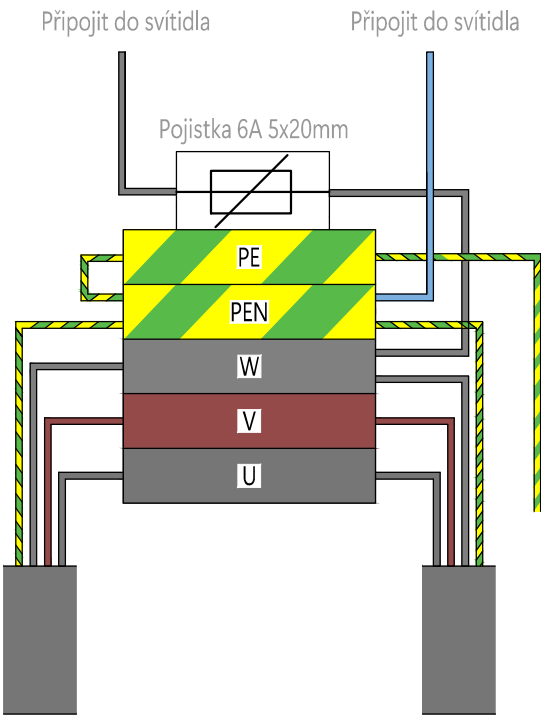 Připojit do svítidla
Připojit do svítidla
Pojistka 6A 5x20mm
PE
PEN
W
V
U